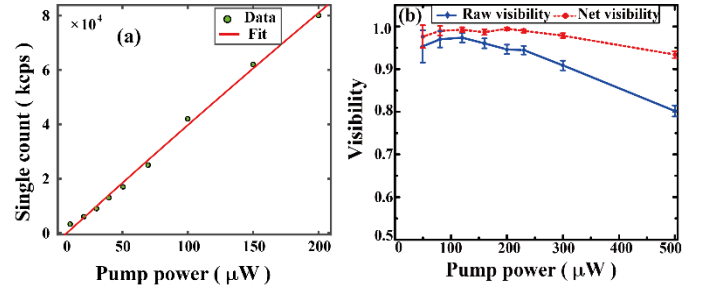 ×10⁴
(a)
Data
Fit
8
6
4
2
0
0
50
100
150
200
Single count ( kcps)
Pump power ( μW)
(b)
Raw visibility
Net visibility
1.0
0.9
0.8
0.7
0.6
0.5
0
100
200
300
400
500
Visibility
Pump power ( μW)